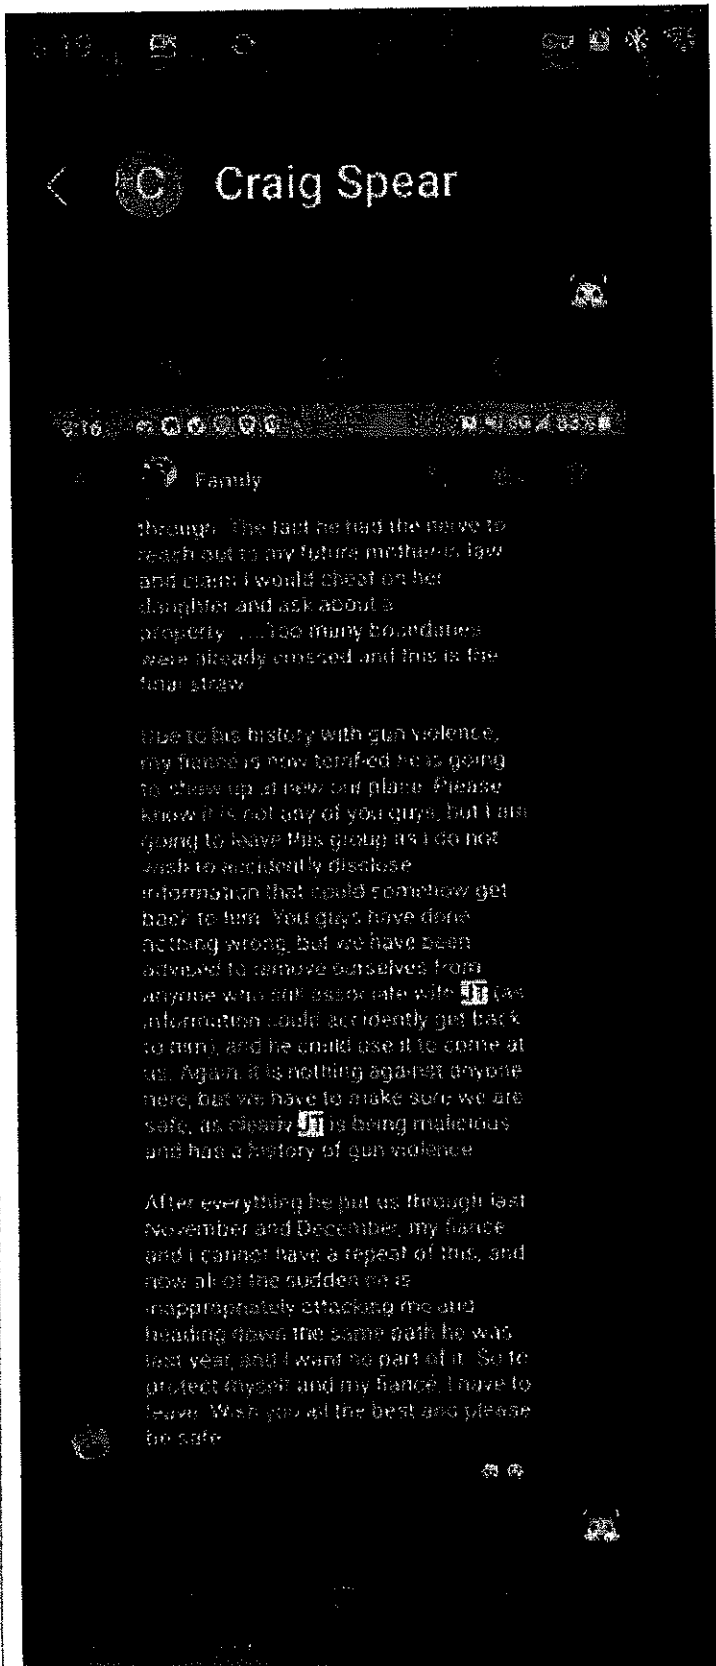 5:19
C Craig Spear
Family
through. The fact he had the nerve to
reach out to my future mother in law
and claim I would cheat on her
daughter and ask about a
property ....Too many boundaries
were already crossed and this is the
final straw
Due to his history with gun violence,
my fiance is now terrified he is going
to show up at new our place. Please
know it is not any of you guys, but I am
going to leave this group as I do not
wish to accidently disclose
information that could somehow get
back to him. You guys have done
nothing wrong, but we have been
advised to remove ourselves from
anyone who still associate with JT (as
information could accidently get back
to him), and he could use it to come at
us. Again, it is nothing against anyone
here, but we have to make sure we are
safe, as clearly JT is being malicious
and has a history of gun violence
After everything he put us through last
November and December, my fiance
and I cannot have a repeat of this, and
now all of the sudden he is
inappropriately attacking me and
heading down the same path he was
last year, and I want no part of it. So to
protect myself and my fiance, I have to
leave. Wish you all the best and please
be safe